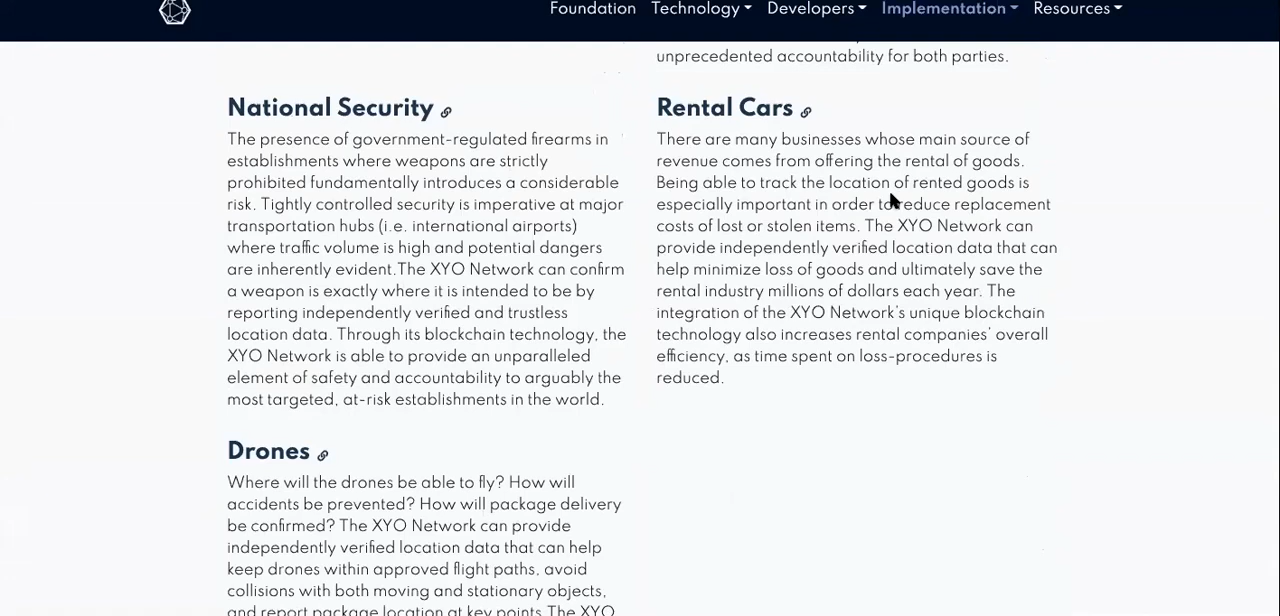 Foundation Technology Developers Implementation Resources
unprecedented accountability for both parties.
National Security
The presence of government-regulated firearms in
establishments where weapons are strictly
prohibited fundamentally introduces a considerable
risk. Tightly controlled security is imperative at major
transportation hubs (i.e. international airports)
where traffic volume is high and potential dangers
are inherently evident.The XYO Network can confirm
a weapon is exactly where it is intended to be by
reporting independently verified and trustless
location data. Through its blockchain technology, the
XYO Network is able to provide an unparalleled
element of safety and accountability to arguably the
most targeted, at-risk establishments in the world.
Drones
Where will the drones be able to fly? How will
accidents be prevented? How will package delivery
be confirmed? The XYO Network can provide
independently verified location data that can help
keep drones within approved flight paths, avoid
collisions with both moving and stationary objects,
and report package location at key points.The XYO
Rental Cars
There are many businesses whose main source of
revenue comes from offering the rental of goods.
Being able to track the location of rented goods is
especially important in order to reduce replacement
costs of lost or stolen items. The XYO Network can
provide independently verified location data that can
help minimize loss of goods and ultimately save the
rental industry millions of dollars each year. The
integration of the XYO Network's unique blockchain
technology also increases rental companies' overall
efficiency, as time spent on loss-procedures is
reduced.